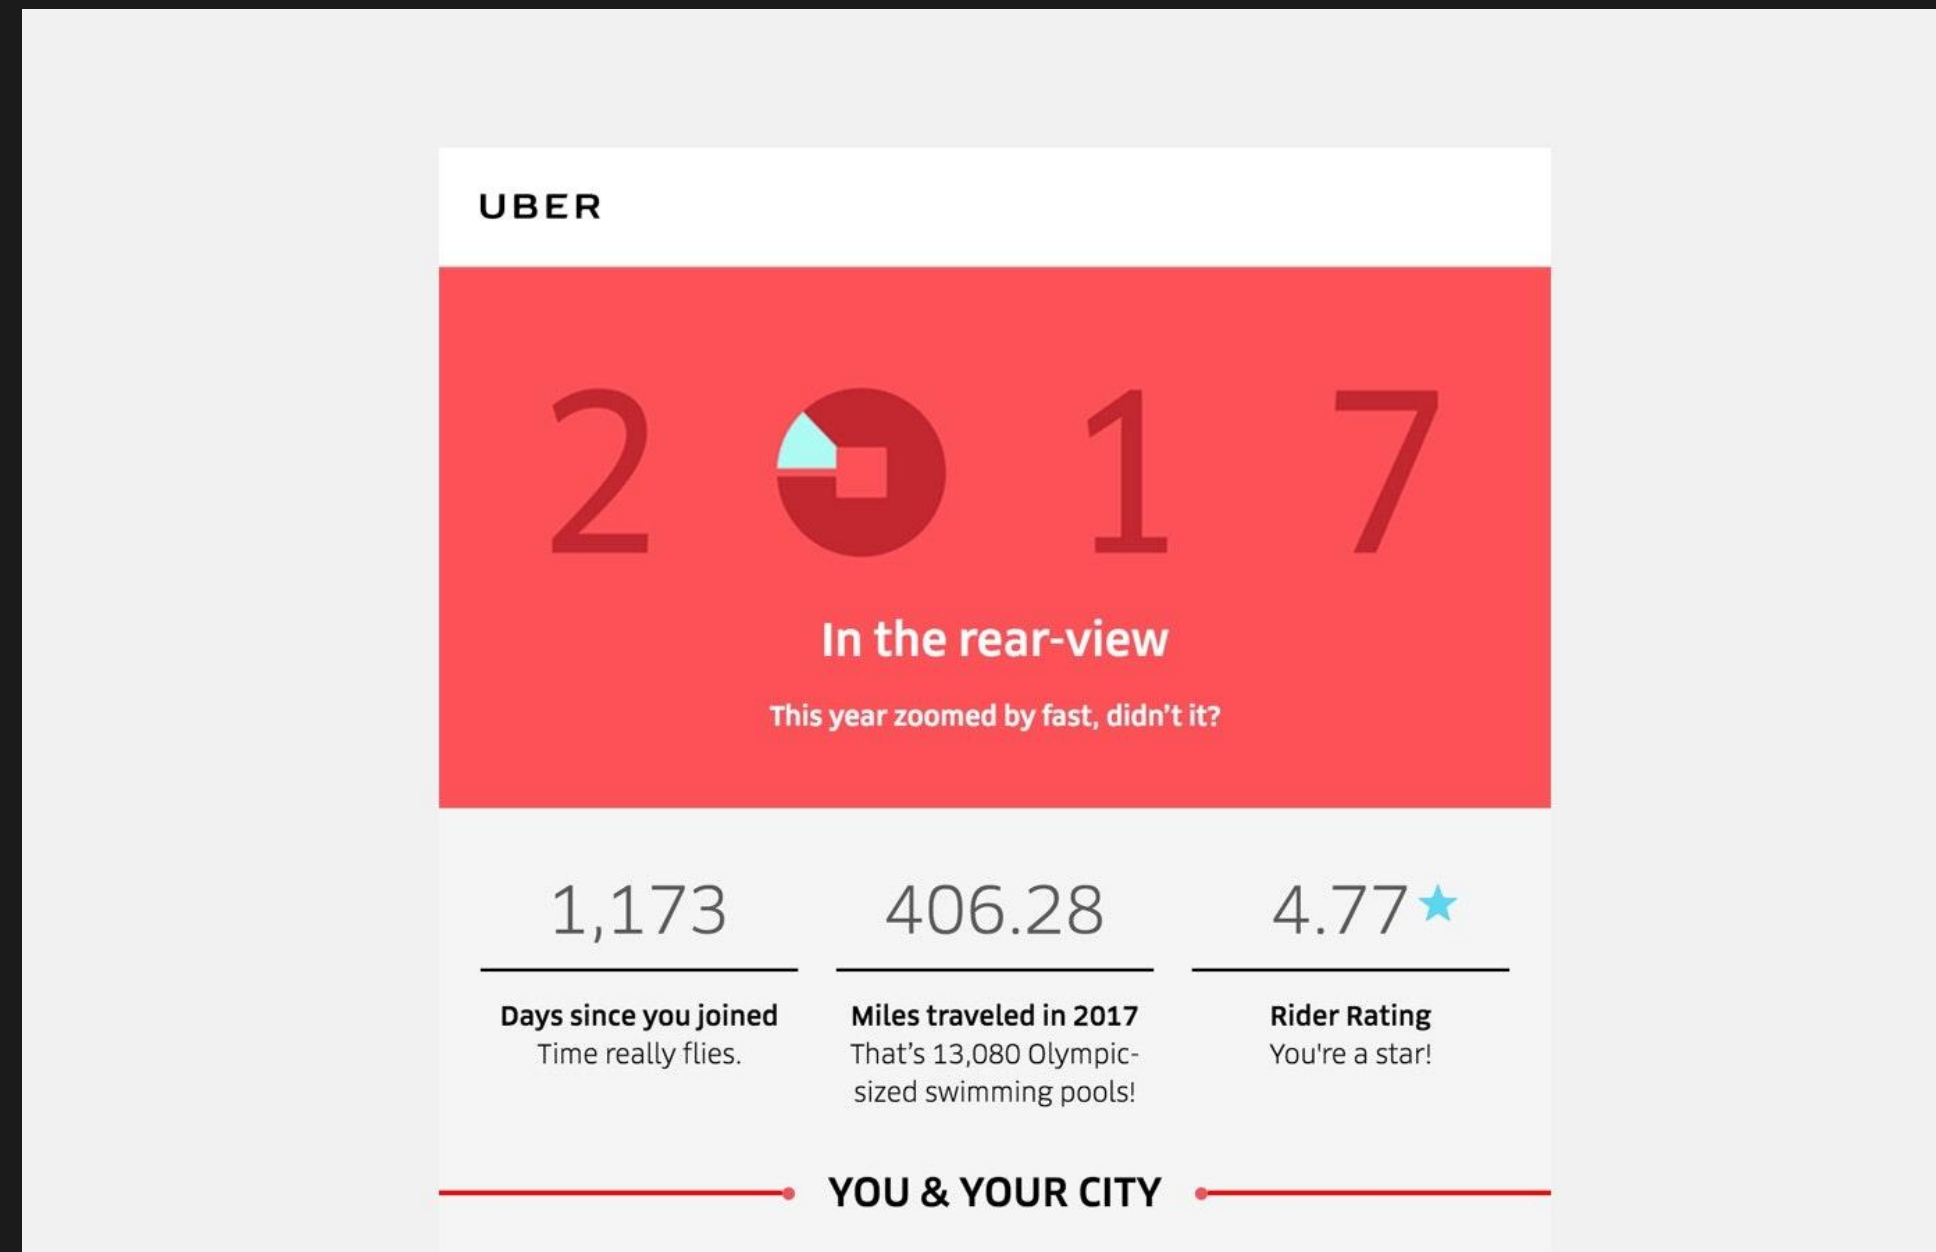 UBER
2017
In the rear-view
This year zoomed by fast, didn't it?
1,173
Days since you joined
Time really flies.
406.28
Miles traveled in 2017
That's 13,080 Olympic-
sized swimming pools!
4.77★
Rider Rating
You're a star!
YOU & YOUR CITY